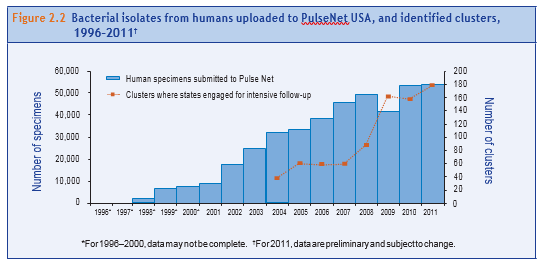 Figure 2.2 Bacterial isolates from humans uploaded to PulseNet USA, and identified clusters,
1996-2011†
Human specimens submitted to Pulse Net
Clusters where states engaged for intensive follow-up
Number of specimens
60,000
50,000
40,000
30,000
20,000
10,000
0
200
180
160
140
120
100
80
60
40
20
0
Number of clusters
1996* 1997* 1998* 1999* 2000* 2001 2002 2003 2004 2005 2006 2007 2008 2009 2010 2011
*For 1996–2000, data may not be complete. †For 2011, data are preliminary and subject to change.